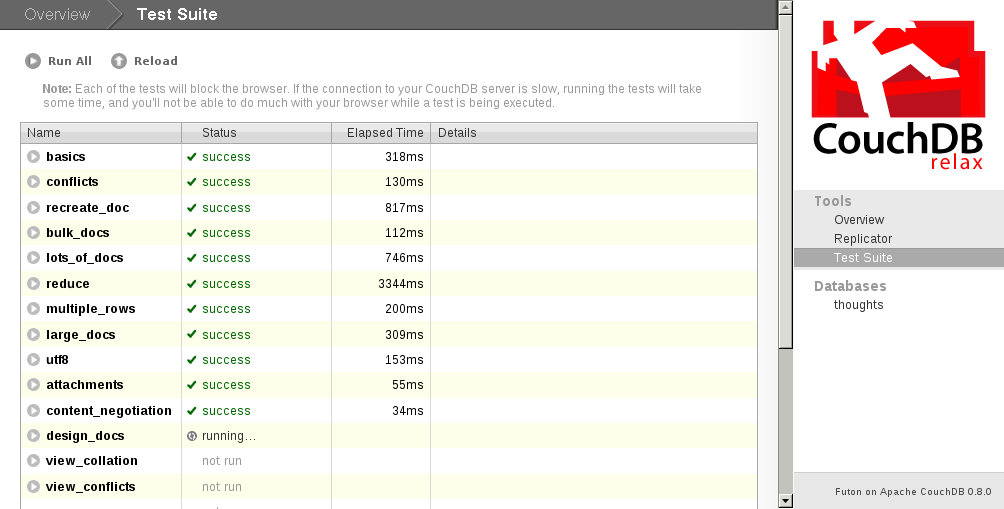 Overview Test Suite
Run All Reload
Note: Each of the tests will block the browser. If the connection to your CouchDB server is slow, running the tests will take
some time, and you'll not be able to do much with your browser while a test is being executed.
Name Status Elapsed Time Details
basics success 318ms
conflicts success 130ms
recreate_doc success 817ms
bulk_docs success 112ms
lots_of_docs success 746ms
reduce success 3344ms
multiple_rows success 200ms
large_docs success 309ms
utf8 success 153ms
attachments success 55ms
content_negotiation success 34ms
design_docs running...
view_collation not run
view_conflicts not run
CouchDB
relax
Tools
Overview
Replicator
Test Suite
Databases
thoughts
Futon on Apache CouchDB 0.8.0